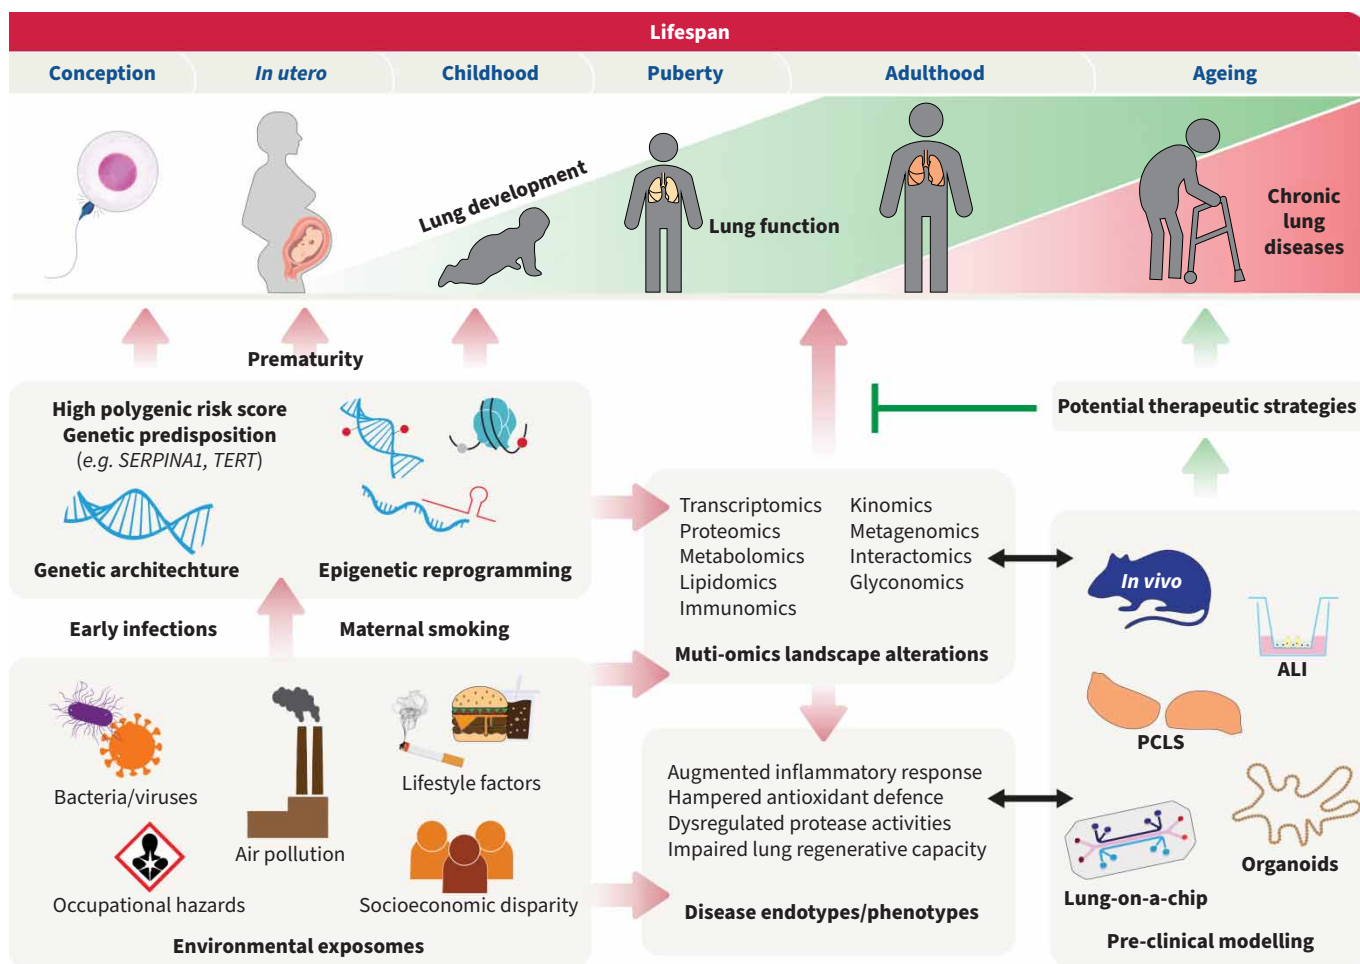 Lifespan
Conception
In utero
Childhood
Puberty
Adulthood
Ageing
Lung development
Lung function
Chronic
lung
diseases
Prematurity
High polygenic risk score
Genetic predisposition
(e.g. SERPINA1, TERT)
Genetic architechture
Epigenetic reprogramming
Potential therapeutic strategies
Transcriptomics
Proteomics
Metabolomics
Lipidomics
Immunomics
Kinomics
Metagenomics
Interactomics
Glyconomics
Muti-omics landscape alterations
Early infections
Maternal smoking
Bacteria/viruses
Air pollution
Lifestyle factors
Occupational hazards
Socioeconomic disparity
Environmental exposomes
Augmented inflammatory response
Hampered antioxidant defence
Dysregulated protease activities
Impaired lung regenerative capacity
Disease endotypes/phenotypes
In vivo
ALI
PCLS
Organoids
Lung-on-a-chip
Pre-clinical modelling